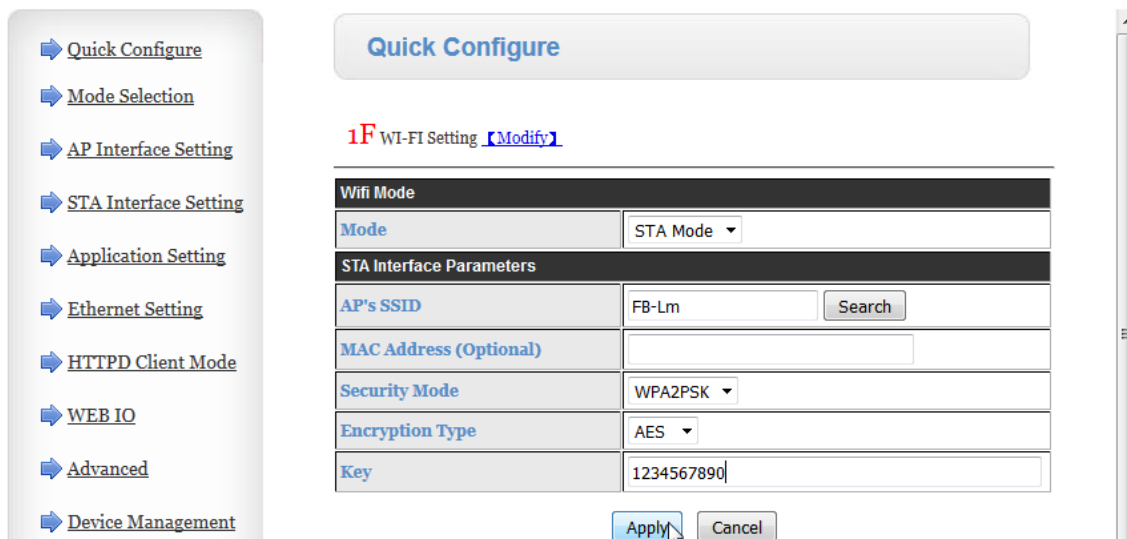 Quick Configure
Mode Selection
AP Interface Setting
STA Interface Setting
Application Setting
Ethernet Setting
HTTPD Client Mode
WEB IO
Advanced
Device Management
Quick Configure
1F WI-FI Setting 【Modify】
Wifi Mode
Mode STA Mode
STA Interface Parameters
AP's SSID FB-Lm Search
MAC Address (Optional)
Security Mode WPA2PSK
Encryption Type AES
Key 1234567890
Apply Cancel